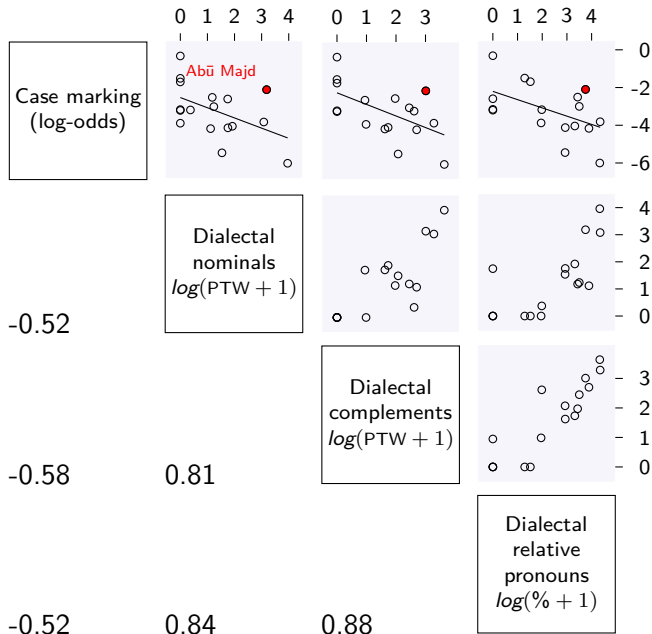 0 1 2 3 4 0 3 0 1 2 3 4
Case marking
(log-odds)
Abū Majd
0
-2
-4
-6
Dialectal
nominals
log(PTW + 1)
4
3
2
1
0
-0.52
Dialectal
complements
log(PTW + 1)
3
2
1
0
-0.58 0.81
Dialectal
relative
pronouns
log(% + 1)
-0.52 0.84 0.88